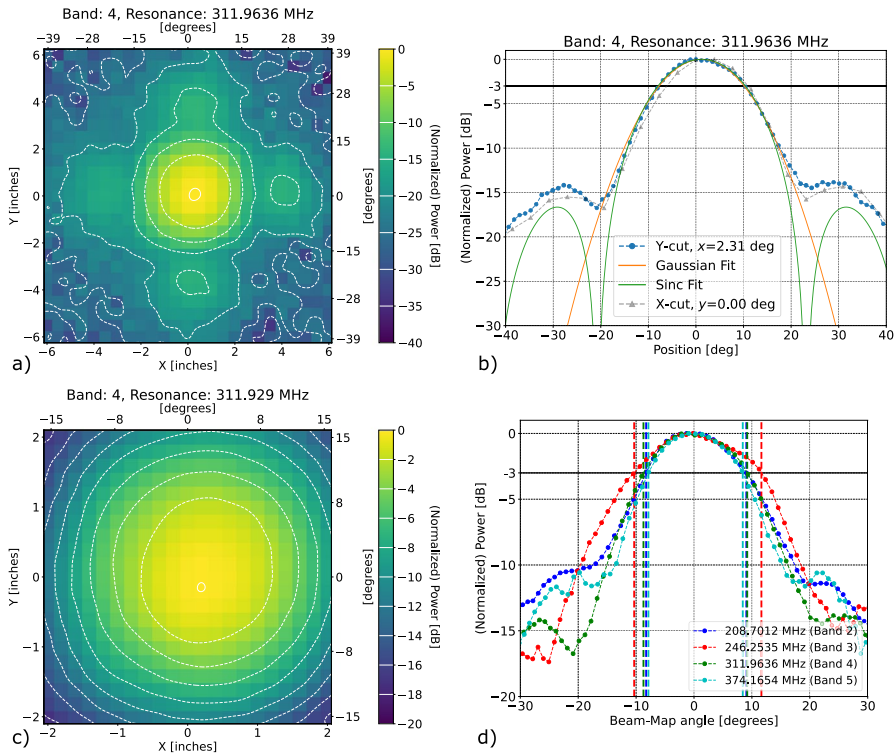 Band: 4, Resonance: 311.9636 MHz
[degrees]
−39 −28 −15 0 15 28 39
6 4 2 0 −2 −4 −6
Y [inches]
39 28 15 0 −15 −28 −39
[degrees]
−6 −4 −2 0 2 4 6
X [inches]
0 −5 −10 −15 −20 −25 −30 −35 −40
(Normalized) Power [dB]
a)
Band: 4, Resonance: 311.9636 MHz
0 −3 −5 −10 −15 −20 −25 −30
(Normalized) Power [dB]
Y-cut, x=2.31 deg
Gaussian Fit
Sinc Fit
X-cut, y=0.00 deg
−40 −30 −20 −10 0 10 20 30 40
Position [deg]
b)
Band: 4, Resonance: 311.929 MHz
[degrees]
−15 −8 0 8 15
2 1 0 −1 −2
Y [inches]
15 8 0 −8 −15
[degrees]
−2 −1 0 1 2
X [inches]
0 −2 −4 −6 −8 −10 −12 −14 −16 −18 −20
(Normalized) Power [dB]
c)
0 −3 −5 −10 −15 −20
(Normalized) Power [dB]
208.7012 MHz (Band 2)
246.2535 MHz (Band 3)
311.9636 MHz (Band 4)
374.1654 MHz (Band 5)
−30 −20 −10 0 10 20 30
Beam-Map angle [degrees]
d)